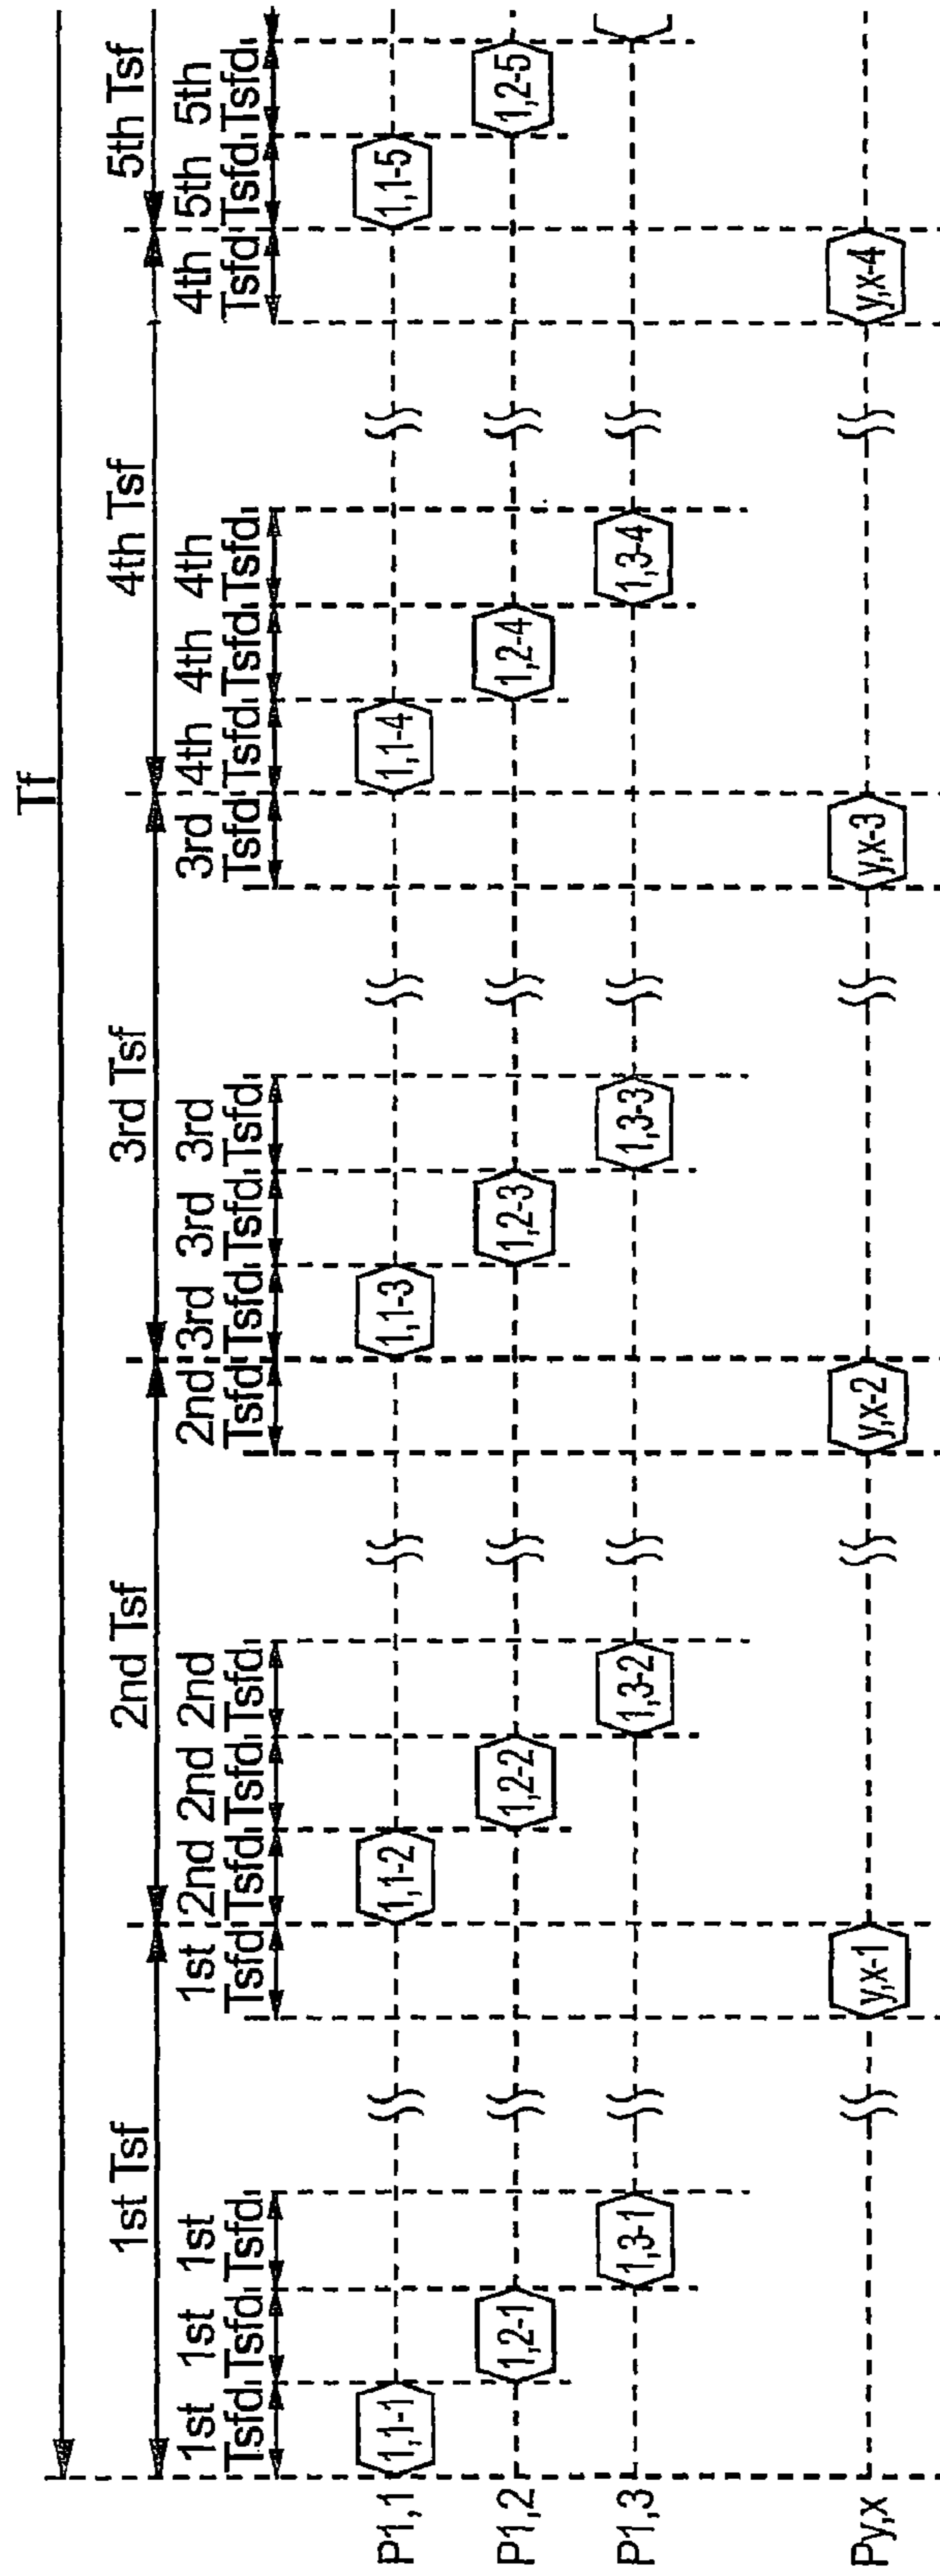 Tf
1st Tsf 2nd Tsf 3rd Tsf 4th Tsf 5th Tsf
1st 1st 1st 1st 2nd 2nd 2nd 2nd 3rd 3rd 3rd 3rd 4th 4th 4th 4th 5th 5th
Tsfd Tsfd Tsfd Tsfd Tsfd Tsfd Tsfd Tsfd Tsfd Tsfd Tsfd Tsfd Tsfd Tsfd Tsfd Tsfd Tsfd Tsfd
P1,1 1,1-1 1,1-2 1,1-3 1,1-4 1,1-5
P1,2 1,2-1 1,2-2 1,2-3 1,2-4 1,2-5
P1,3 1,3-1 1,3-2 1,3-3 1,3-4
Py,x y,x-1 y,x-2 y,x-3 y,x-4